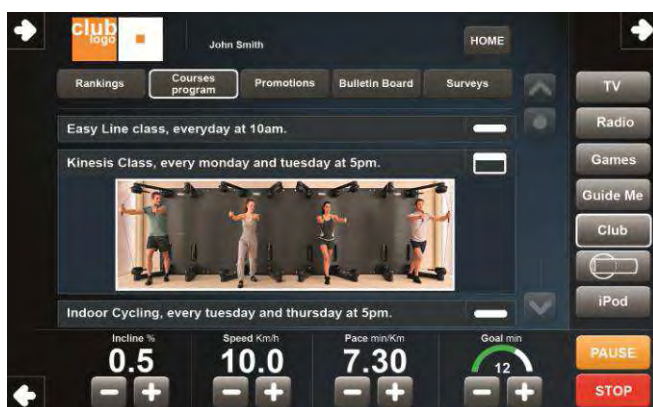 club
logo
John Smith
HOME
Rankings
Courses
program
Promotions
Bulletin Board
Surveys
Easy Line class, everyday at 10am.
Kinesis Class, every monday and tuesday at 5pm.
Indoor Cycling, every tuesday and thursday at 5pm.
TV
Radio
Games
Guide Me
Club
iPod
PAUSE
STOP
Incline %
0.5
Speed Km/h
10.0
Pace min/Km
7.30
Goal min
12